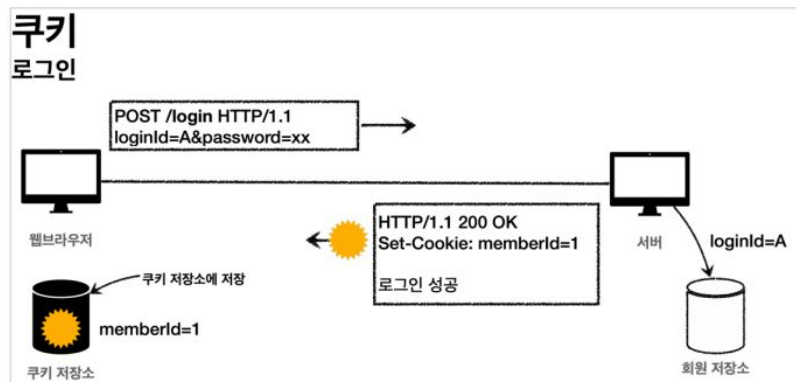 쿠키
로그인
POST /login HTTP/1.1
loginId=A&password=xx
HTTP/1.1 200 OK
Set-Cookie: memberId=1
로그인 성공
웹브라우저
서버
loginId=A
쿠키 저장소에 저장
memberId=1
쿠키 저장소
회원 저장소